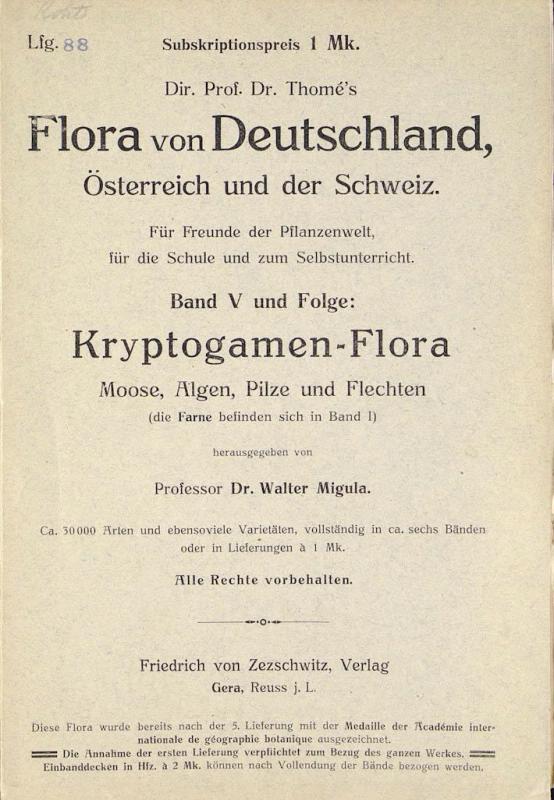 Lfg. 88 Subskriptionspreis 1 Mk.
Dir. Prof. Dr. Thomé's
Flora von Deutschland,
Österreich und der Schweiz.
Für Freunde der Pflanzenwelt,
für die Schule und zum Selbstunterricht.
Band V und Folge:
Kryptogamen-Flora
Moose, Algen, Pilze und Flechten
(die Farne befinden sich in Band I)
herausgegeben von
Professor Dr. Walter Migula.
Ca. 30000 Arten und ebensoviele Varietäten, vollständig in ca. sechs Bänden
oder in Lieferungen à 1 Mk.
Alle Rechte vorbehalten.
Friedrich von Zezschwitz, Verlag
Gera, Reuss j. L.
Diese Flora wurde bereits nach der 5. Lieferung mit der Medaille der Académie inter-
nationale de géographie botanique ausgezeichnet.
Die Annahme der ersten Lieferung verpflichtet zum Bezug des ganzen Werkes.
Einbanddecken in Hfz. à 2 Mk. können nach Vollendung der Bände bezogen werden.